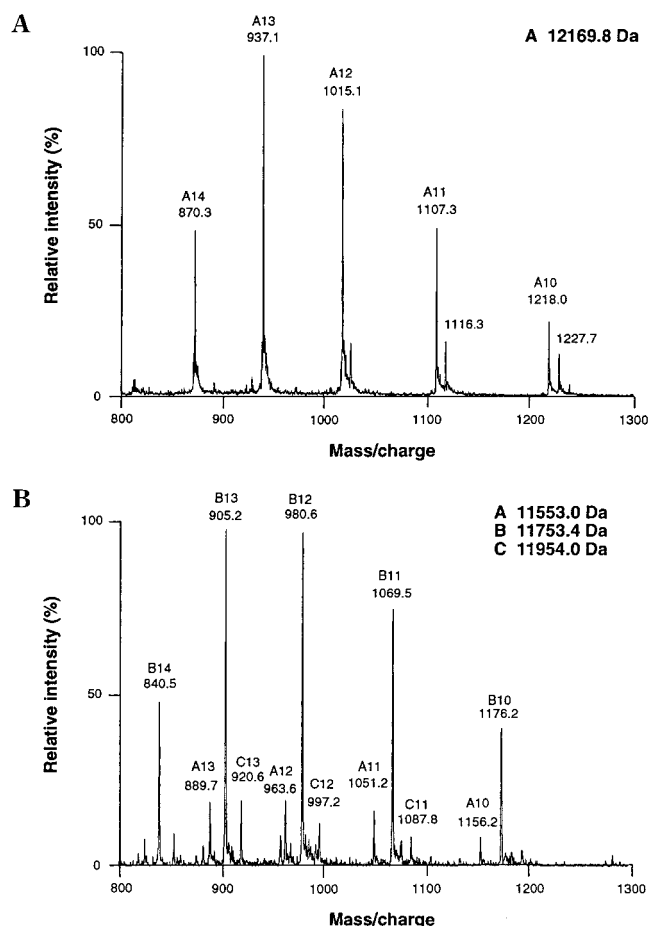 A
A 12169.8 Da
Relative intensity (%)
100
50
0
A14
870.3
A13
937.1
A12
1015.1
A11
1107.3
1116.3
A10
1218.0
1227.7
800
900
1000
1100
1200
1300
Mass/charge
B
A 11553.0 Da
B 11753.4 Da
C 11954.0 Da
Relative intensity (%)
100
50
0
B14
840.5
A13
889.7
B13
905.2
C13
920.6
A12
963.6
B12
980.6
C12
997.2
A11
1051.2
B11
1069.5
C11
1087.8
A10
1156.2
B10
1176.2
800
900
1000
1100
1200
1300
Mass/charge